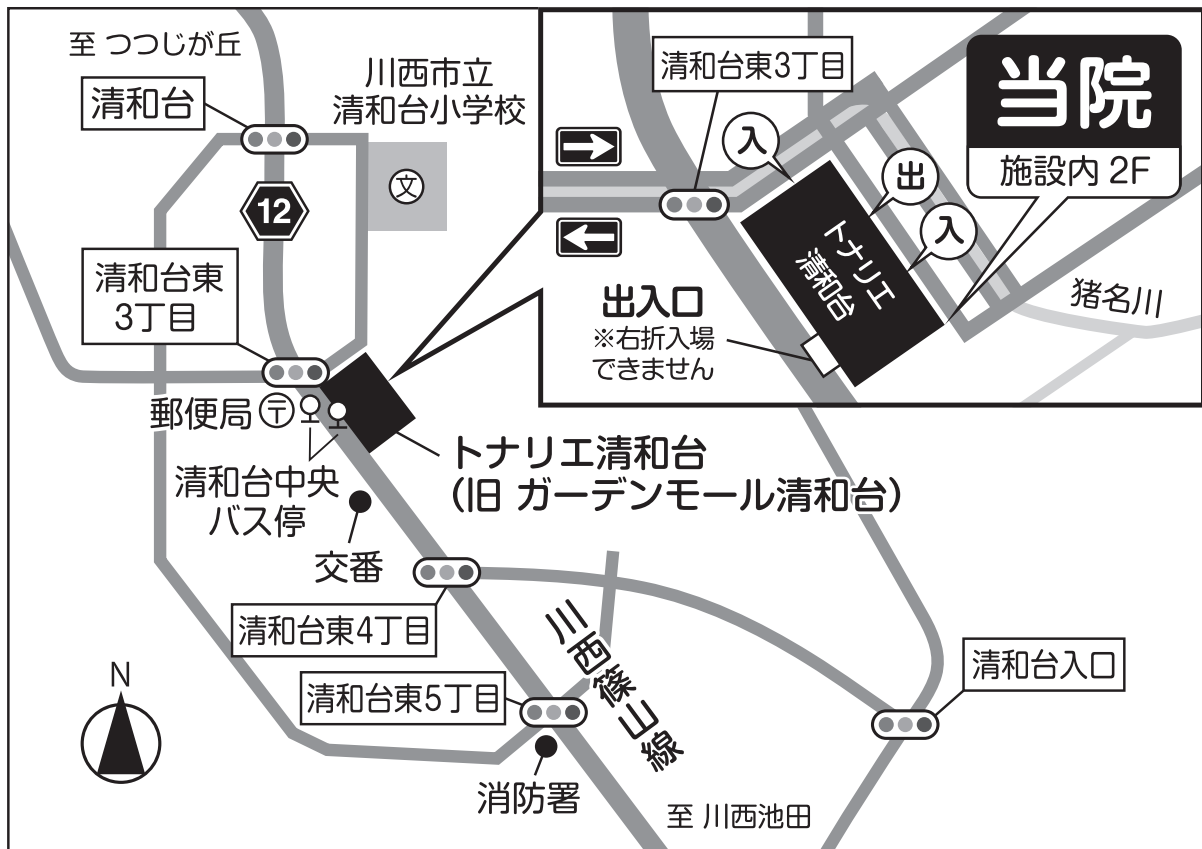 至 つつじが丘
清和台
川西市立
清和台小学校
文
12
清和台東
3丁目
郵便局
〒
清和台中央
バス停
交番
トナリエ清和台
(旧 ガーデンモール清和台)
清和台東4丁目
清和台東5丁目
川西篠山線
清和台入口
消防署
至 川西池田
N
清和台東3丁目
当院
施設内 2F
入
出
入
トナリエ
清和台
出入口
※右折入場
できません
猪名川